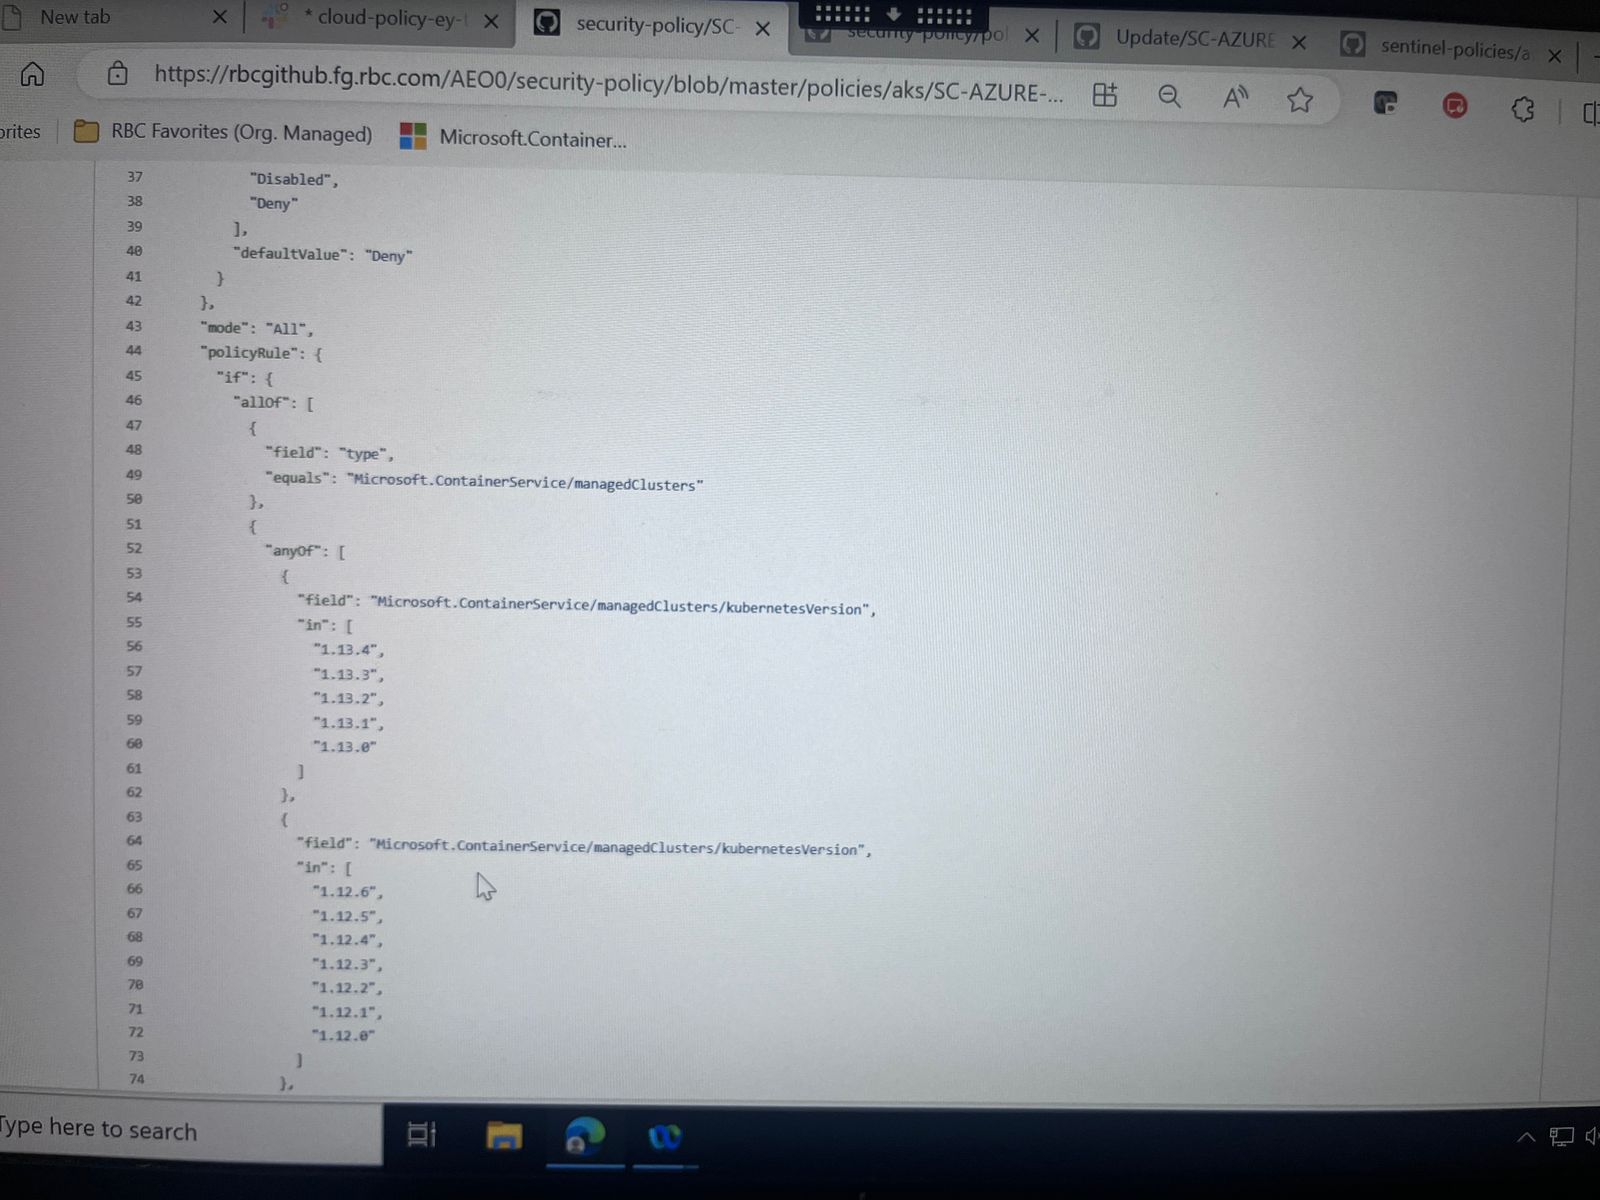 New tab
* cloud-policy-ey-t
security-policy/SC-
security-policy/pol
Update/SC-AZURE
sentinel-policies/a
https://rbcgithub.fg.rbc.com/AEO0/security-policy/blob/master/policies/aks/SC-AZURE-...
orites
RBC Favorites (Org. Managed)
Microsoft.Container...
37 "Disabled",
38 "Deny"
39 ],
40 "defaultValue": "Deny"
41 }
42 },
43 "mode": "All",
44 "policyRule": {
45 "if": {
46 "allOf": [
47 {
48 "field": "type",
49 "equals": "Microsoft.ContainerService/managedClusters"
50 },
51 {
52 "anyOf": [
53 {
54 "field": "Microsoft.ContainerService/managedClusters/kubernetesVersion",
55 "in": [
56 "1.13.4",
57 "1.13.3",
58 "1.13.2",
59 "1.13.1",
60 "1.13.0"
61 ]
62 },
63 {
64 "field": "Microsoft.ContainerService/managedClusters/kubernetesVersion",
65 "in": [
66 "1.12.6",
67 "1.12.5",
68 "1.12.4",
69 "1.12.3",
70 "1.12.2",
71 "1.12.1",
72 "1.12.0"
73 ]
74 },
Type here to search